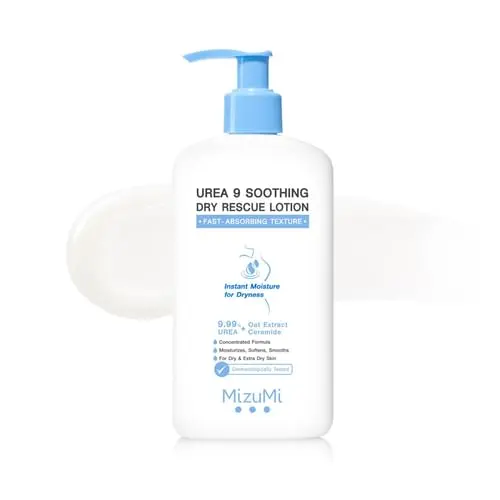 UREA 9 SOOTHING
DRY RESCUE LOTION
• FAST-ABSORBING TEXTURE •
Instant Moisture
for Dryness
9.99% UREA + Oat Extract Ceramide
Concentrated Formula
Moisturizes, Softens, Smooths
For Dry & Extra Dry Skin
Dermatologically Tested
MizuMi